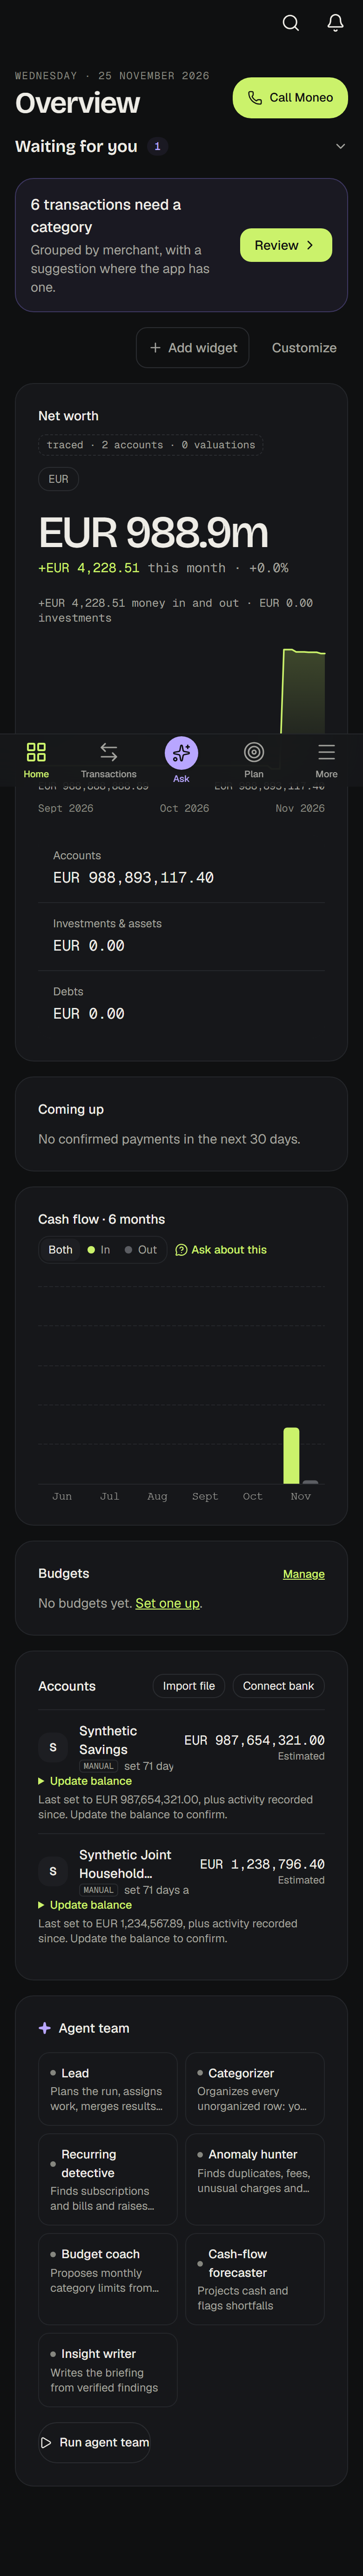 WEDNESDAY · 25 NOVEMBER 2026
Overview
Call Moneo
Waiting for you 1
6 transactions need a
category
Grouped by merchant, with a
suggestion where the app has
one.
Review
Add widget
Customize
Net worth
traced · 2 accounts · 0 valuations
EUR
EUR 988.9m
+EUR 4,228.51 this month · +0.0%
+EUR 4,228.51 money in and out · EUR 0.00
investments
Home
Transactions
Ask
Plan
More
Sept 2026
Oct 2026
Nov 2026
Accounts
EUR 988,893,117.40
Investments & assets
EUR 0.00
Debts
EUR 0.00
Coming up
No confirmed payments in the next 30 days.
Cash flow · 6 months
Both In Out Ask about this
Jun Jul Aug Sept Oct Nov
Budgets
Manage
No budgets yet. Set one up.
Accounts
Import file
Connect bank
S
Synthetic
Savings
MANUAL set 71 day
EUR 987,654,321.00
Estimated
Update balance
Last set to EUR 987,654,321.00, plus activity recorded
since. Update the balance to confirm.
S
Synthetic Joint
Household…
MANUAL set 71 days a
EUR 1,238,796.40
Estimated
Update balance
Last set to EUR 1,234,567.89, plus activity recorded
since. Update the balance to confirm.
Agent team
Lead
Plans the run, assigns
work, merges results…
Categorizer
Organizes every
unorganized row: yo…
Recurring
detective
Finds subscriptions
and bills and raises…
Anomaly hunter
Finds duplicates, fees,
unusual charges and…
Budget coach
Proposes monthly
category limits from…
Cash-flow
forecaster
Projects cash and
flags shortfalls
Insight writer
Writes the briefing
from verified findings
Run agent team